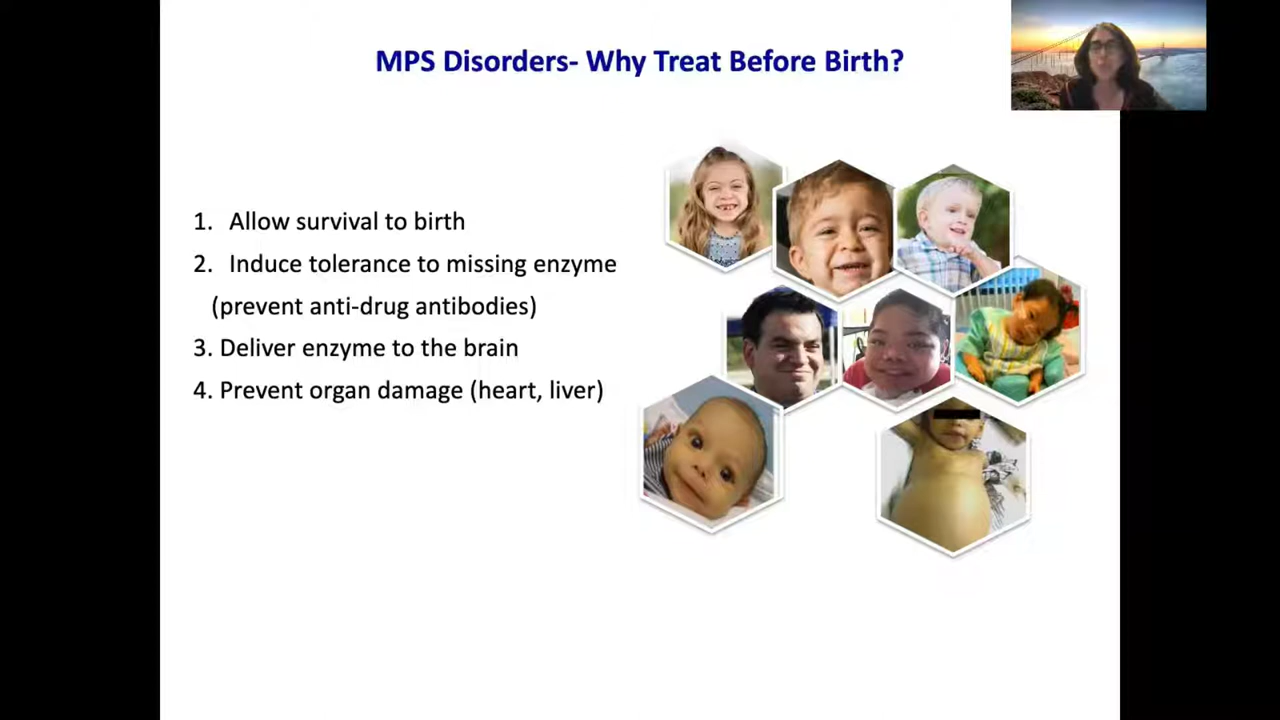 MPS Disorders- Why Treat Before Birth?
1. Allow survival to birth
2. Induce tolerance to missing enzyme
(prevent anti-drug antibodies)
3. Deliver enzyme to the brain
4. Prevent organ damage (heart, liver)